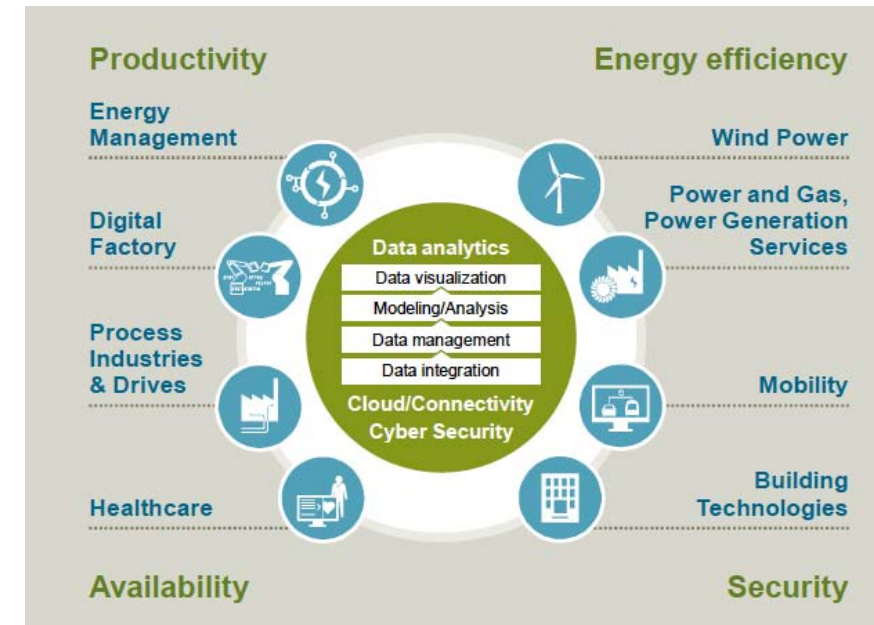 Productivity
Energy efficiency
Energy
Management
Wind Power
Digital
Factory
Power and Gas,
Power Generation
Services
Data analytics
Data visualization
Modeling/Analysis
Data management
Data integration
Cloud/Connectivity
Cyber Security
Process
Industries
& Drives
Mobility
Healthcare
Building
Technologies
Availability
Security